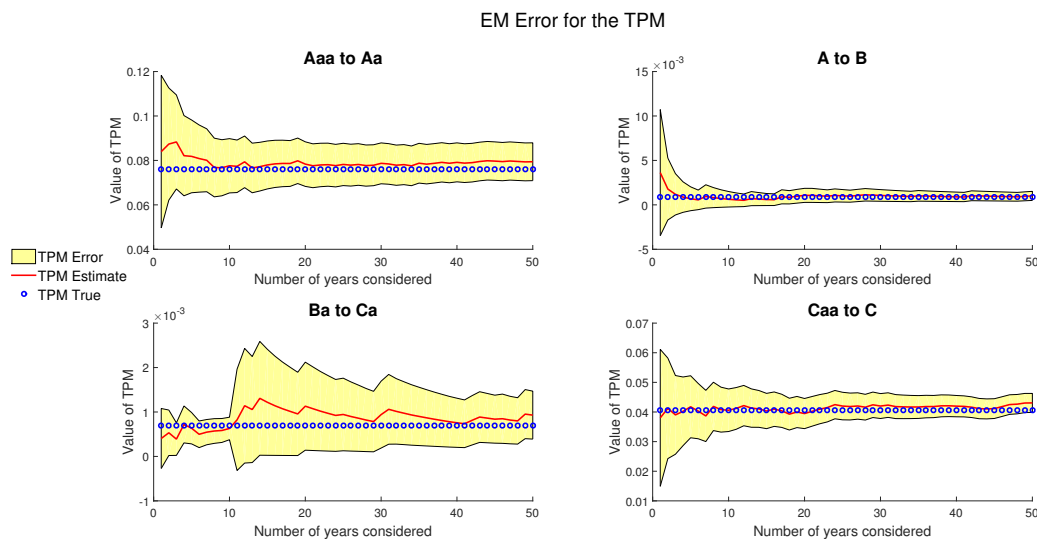 EM Error for the TPM
Aaa to Aa
Value of TPM
0.12
0.1
0.08
0.06
0.04
0 10 20 30 40 50
Number of years considered
A to B
×10⁻³
Value of TPM
15
10
5
0
-5
0 10 20 30 40 50
Number of years considered
TPM Error
TPM Estimate
TPM True
Ba to Ca
×10⁻³
Value of TPM
3
2
1
0
-1
0 10 20 30 40 50
Number of years considered
Caa to C
Value of TPM
0.07
0.06
0.05
0.04
0.03
0.02
0.01
0 10 20 30 40 50
Number of years considered